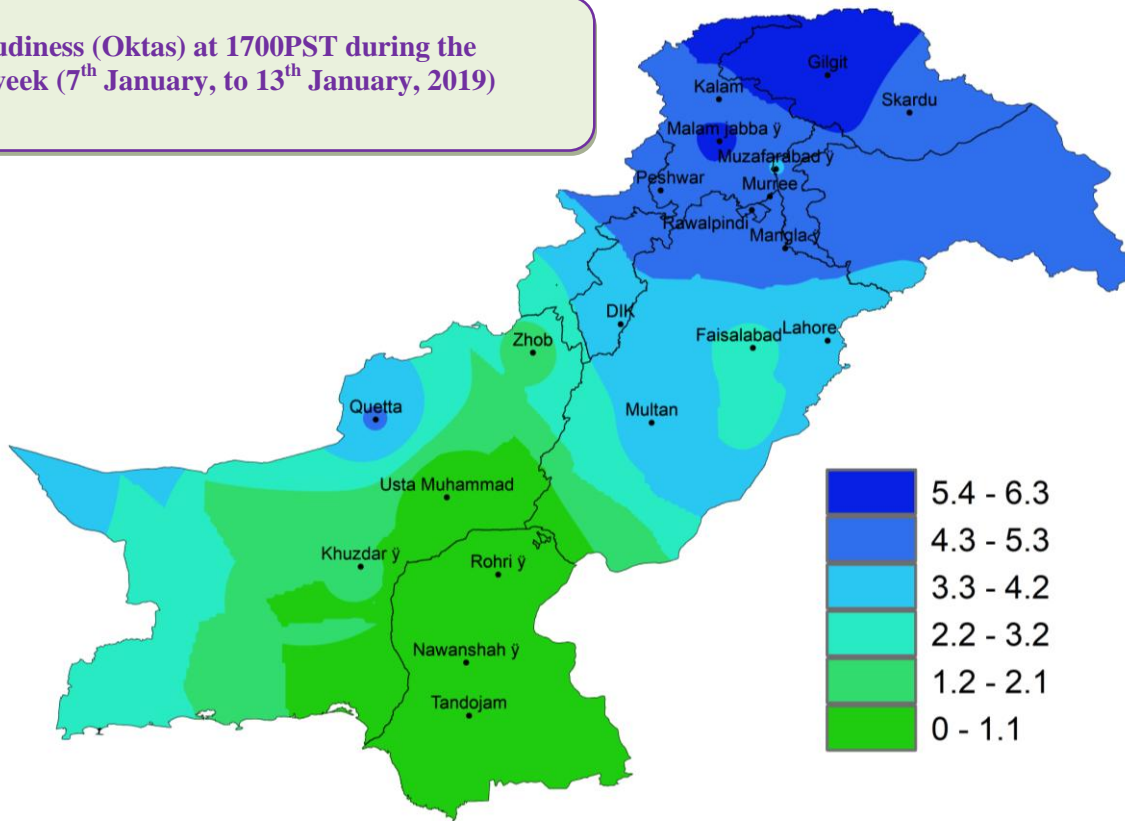 udiness (Oktas) at 1700PST during the
eek (7th January, to 13th January, 2019)
Gilgit
Kalam
Skardu
Malam jabba ÿ
Muzafarabad ÿ
Peshwar
Murree
Rawalpindi
Mangla ÿ
DIK
Zhob
Faisalabad
Lahore
Quetta
Multan
Usta Muhammad
Khuzdar ÿ
Rohri ÿ
Nawanshah ÿ
Tandojam
5.4 - 6.3
4.3 - 5.3
3.3 - 4.2
2.2 - 3.2
1.2 - 2.1
0 - 1.1